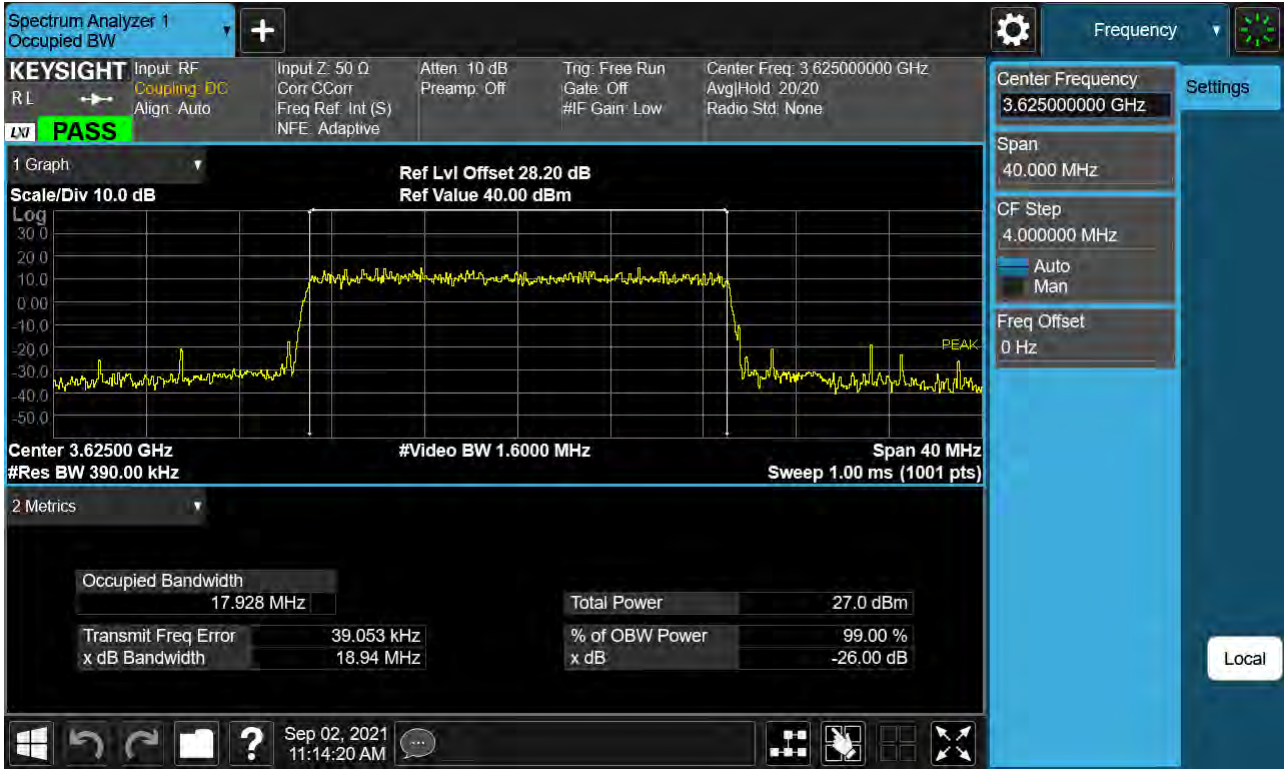 Spectrum Analyzer 1
Occupied BW
Frequency
KEYSIGHT
RL
LXI PASS
Input: RF
Coupling: DC
Align: Auto
Input Z: 50 Ω
Corr CCorr
Freq Ref: Int (S)
NFE: Adaptive
Atten: 10 dB
Preamp: Off
Trig: Free Run
Gate: Off
#IF Gain: Low
Center Freq: 3.625000000 GHz
Avg|Hold: 20/20
Radio Std: None
Center Frequency
3.625000000 GHz
Settings
Span
40.000 MHz
CF Step
4.000000 MHz
Auto
Man
Freq Offset
0 Hz
1 Graph
Scale/Div 10.0 dB
Ref Lvl Offset 28.20 dB
Ref Value 40.00 dBm
Log
30.0
20.0
10.0
0.00
-10.0
-20.0
-30.0
-40.0
-50.0
PEAK
Center 3.62500 GHz
#Video BW 1.6000 MHz
Span 40 MHz
#Res BW 390.00 kHz
Sweep 1.00 ms (1001 pts)
2 Metrics
Occupied Bandwidth
17.928 MHz
Total Power 27.0 dBm
Transmit Freq Error 39.053 kHz
% of OBW Power 99.00 %
x dB Bandwidth 18.94 MHz
x dB -26.00 dB
Local
?
Sep 02, 2021
11:14:20 AM